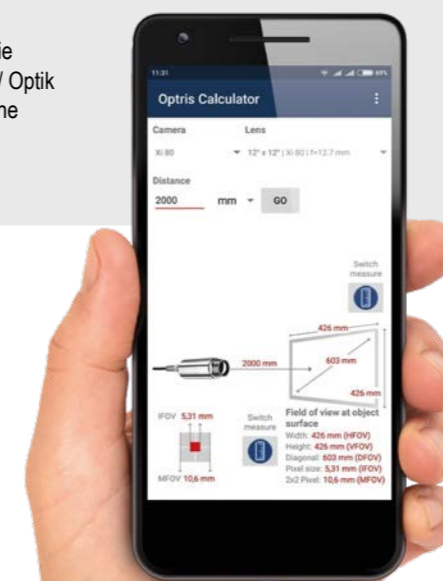 ie
/ Optik
ne
11:31
69%
Optris Calculator
Camera Lens
Xi 80 12° x 12° | Xi 80 | f=12.7 mm
Distance
2000 mm GO
Switch
measure
426 mm
2000 mm
603 mm
426 mm
IFOV 5,31 mm
MFOV 10,6 mm
Switch
measure
Field of view at object
surface
Width: 426 mm (HFOV)
Height: 426 mm (VFOV)
Diagonal: 603 mm (DFOV)
Pixel size: 5,31 mm (IFOV)
2x2 Pixel: 10,6 mm (MFOV)